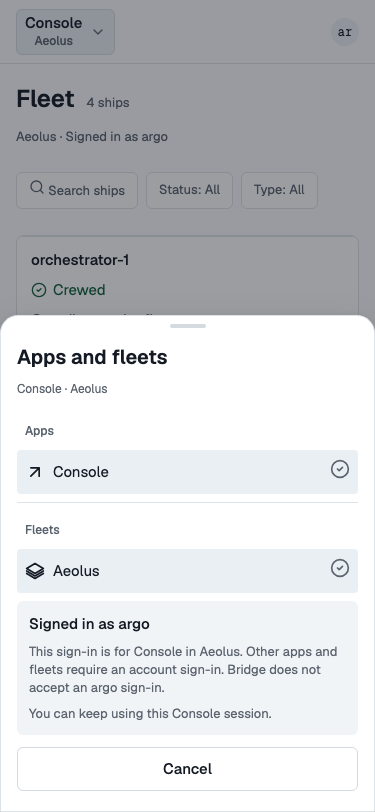 Console
Aeolus
ar
Fleet 4 ships
Aeolus · Signed in as argo
Search ships Status: All Type: All
orchestrator-1
Crewed
Apps and fleets
Console · Aeolus
Apps
Console
Fleets
Aeolus
Signed in as argo
This sign-in is for Console in Aeolus. Other apps and
fleets require an account sign-in. Bridge does not
accept an argo sign-in.
You can keep using this Console session.
Cancel